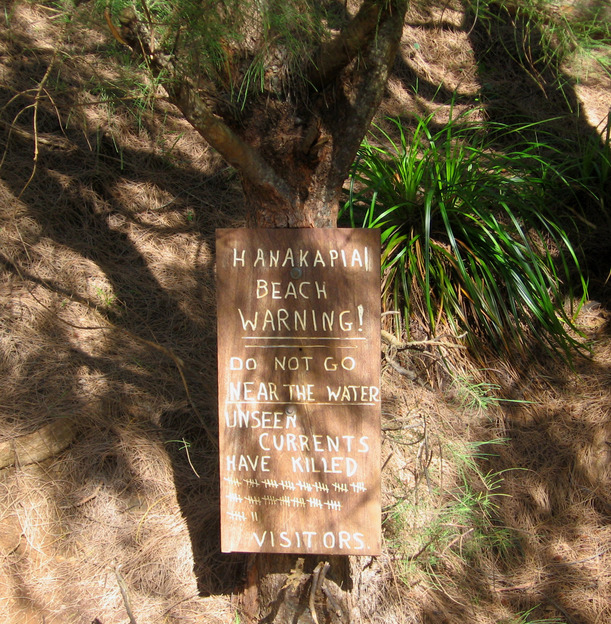 HANAKAPIAI
BEACH
WARNING!
DO NOT GO
NEAR THE WATER
UNSEEN
CURRENTS
HAVE KILLED
VISITORS.